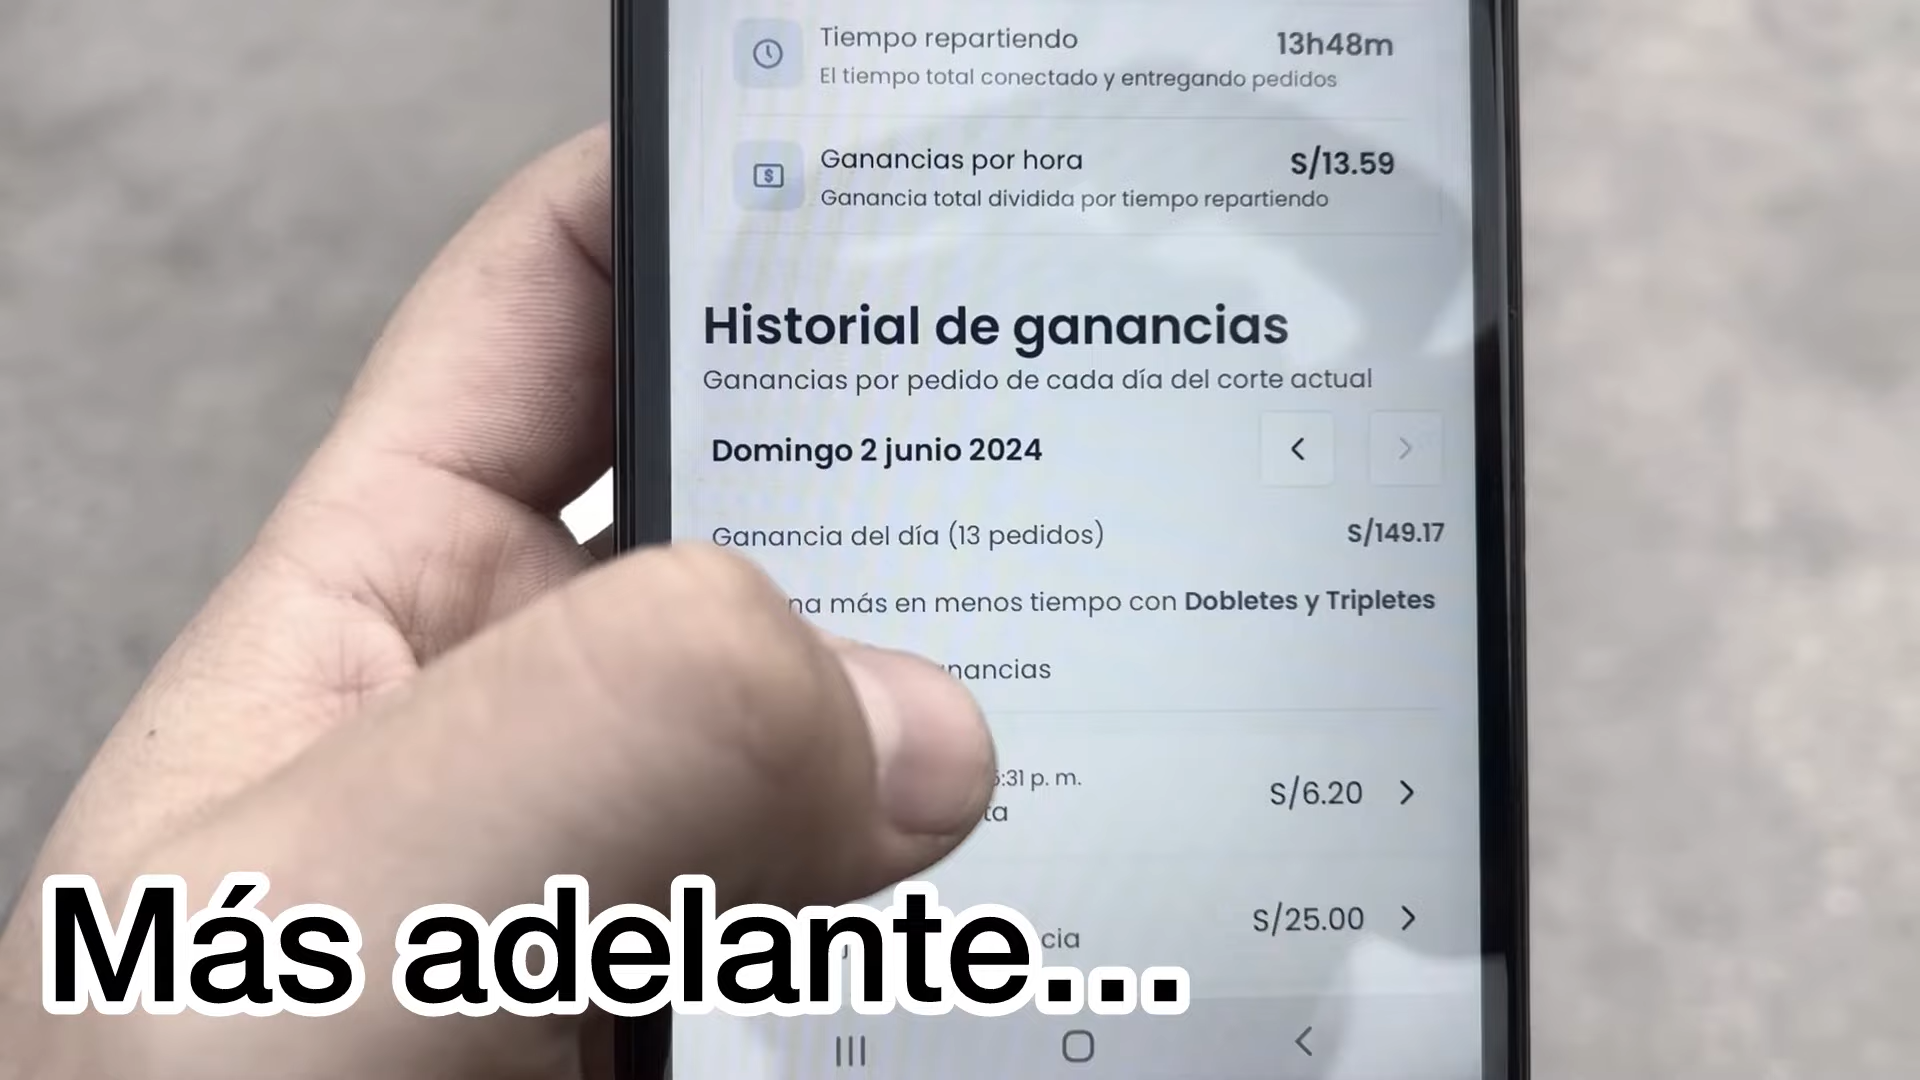 Tiempo repartiendo 13h48m
El tiempo total conectado y entregando pedidos
Ganancias por hora S/13.59
Ganancia total dividida por tiempo repartiendo
Historial de ganancias
Ganancias por pedido de cada día del corte actual
Domingo 2 junio 2024
Ganancia del día (13 pedidos) S/149.17
más en menos tiempo con Dobletes y Tripletes
:31 p. m.
S/6.20
S/25.00
Más adelante...